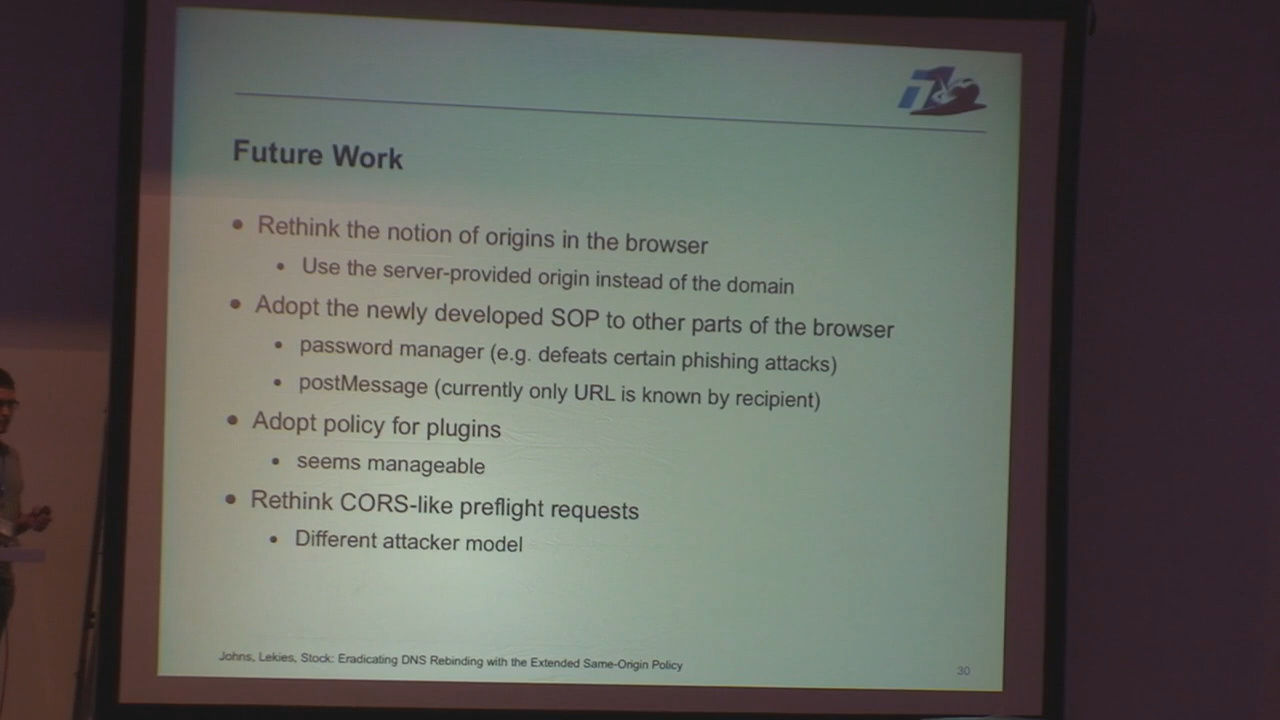 Future Work
• Rethink the notion of origins in the browser
• Use the server-provided origin instead of the domain
• Adopt the newly developed SOP to other parts of the browser
• password manager (e.g. defeats certain phishing attacks)
• postMessage (currently only URL is known by recipient)
• Adopt policy for plugins
• seems manageable
• Rethink CORS-like preflight requests
• Different attacker model
Johns, Lekies, Stock: Eradicating DNS Rebinding with the Extended Same-Origin Policy
30